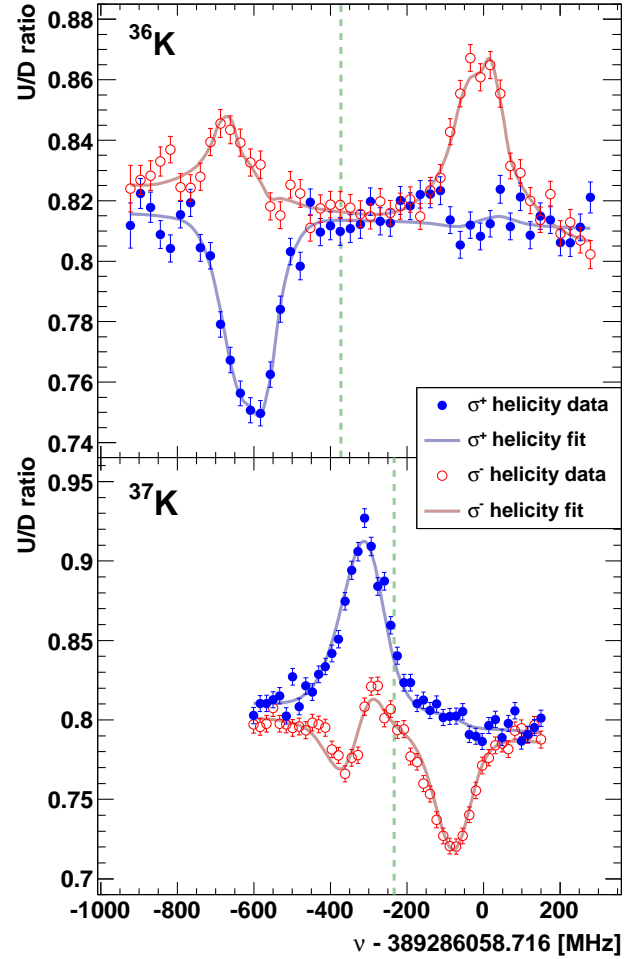 U/D ratio
³⁶K
0.88
0.86
0.84
0.82
0.8
0.78
0.76
0.74
σ⁺ helicity data
σ⁺ helicity fit
σ⁻ helicity data
σ⁻ helicity fit
U/D ratio
³⁷K
0.95
0.9
0.85
0.8
0.75
0.7
-1000 -800 -600 -400 -200 0 200
ν - 389286058.716 [MHz]